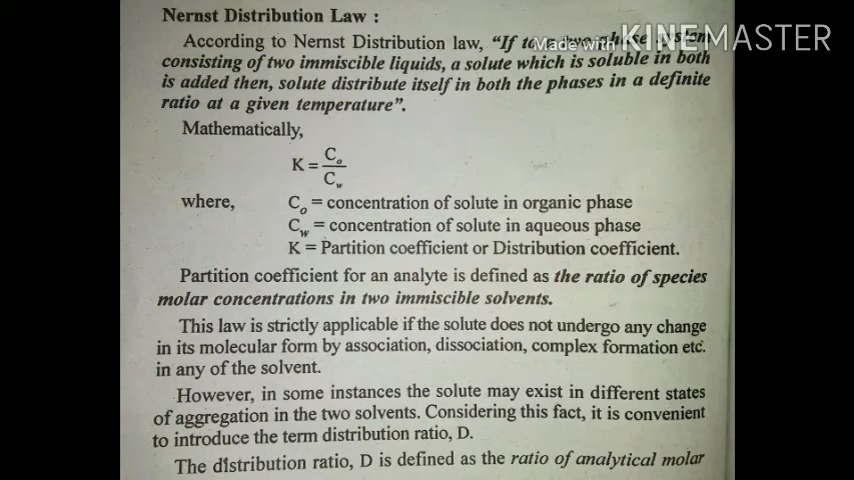 Nernst Distribution Law :
According to Nernst Distribution law, "If to
Made with KINEMASTER
consisting of two immiscible liquids, a solute which is soluble in both
is added then, solute distribute itself in both the phases in a definite
ratio at a given temperature".
Mathematically,
K = Cₒ / C_w
where, Cₒ = concentration of solute in organic phase
C_w = concentration of solute in aqueous phase
K = Partition coefficient or Distribution coefficient.
Partition coefficient for an analyte is defined as the ratio of species
molar concentrations in two immiscible solvents.
This law is strictly applicable if the solute does not undergo any change
in its molecular form by association, dissociation, complex formation etc.
in any of the solvent.
However, in some instances the solute may exist in different states
of aggregation in the two solvents. Considering this fact, it is convenient
to introduce the term distribution ratio, D.
The distribution ratio, D is defined as the ratio of analytical molar